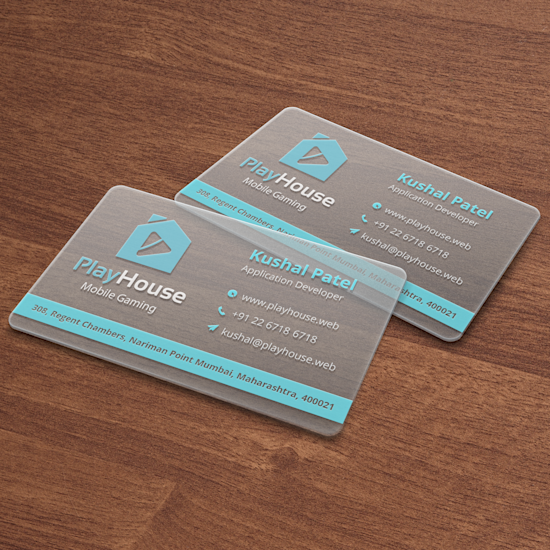 PlayHouse
Mobile Gaming
Kushal Patel
Application Developer
www.playhouse.web
+91 22 6718 6718
kushal@playhouse.web
308, Regent Chambers, Nariman Point Mumbai, Maharashtra, 400021
PlayHouse
Mobile Gaming
Kushal Patel
Application Developer
www.playhouse.web
+91 22 6718 6718
kushal@playhouse.web
308, Regent Chambers, Nariman Point Mumbai, Maharashtra, 400021